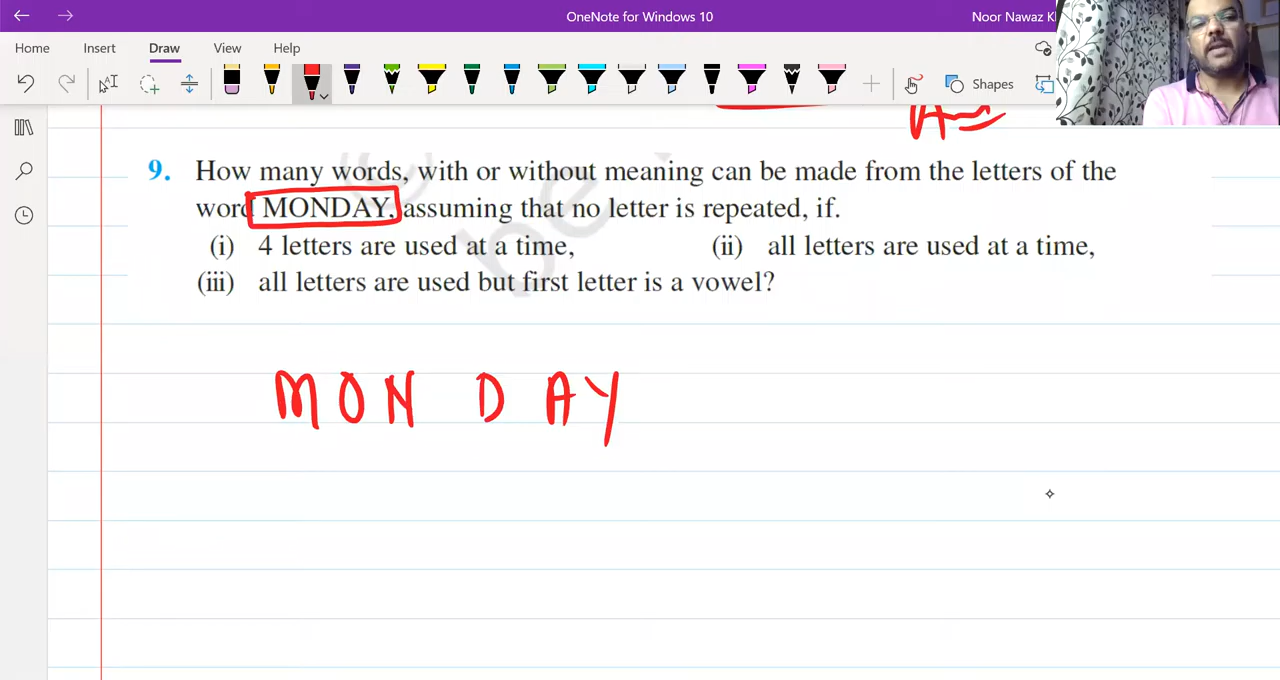 OneNote for Windows 10
Noor Nawaz
Home Insert Draw View Help
Shapes
9. How many words, with or without meaning can be made from the letters of the
word MONDAY, assuming that no letter is repeated, if.
(i) 4 letters are used at a time, (ii) all letters are used at a time,
(iii) all letters are used but first letter is a vowel?
MON DAY